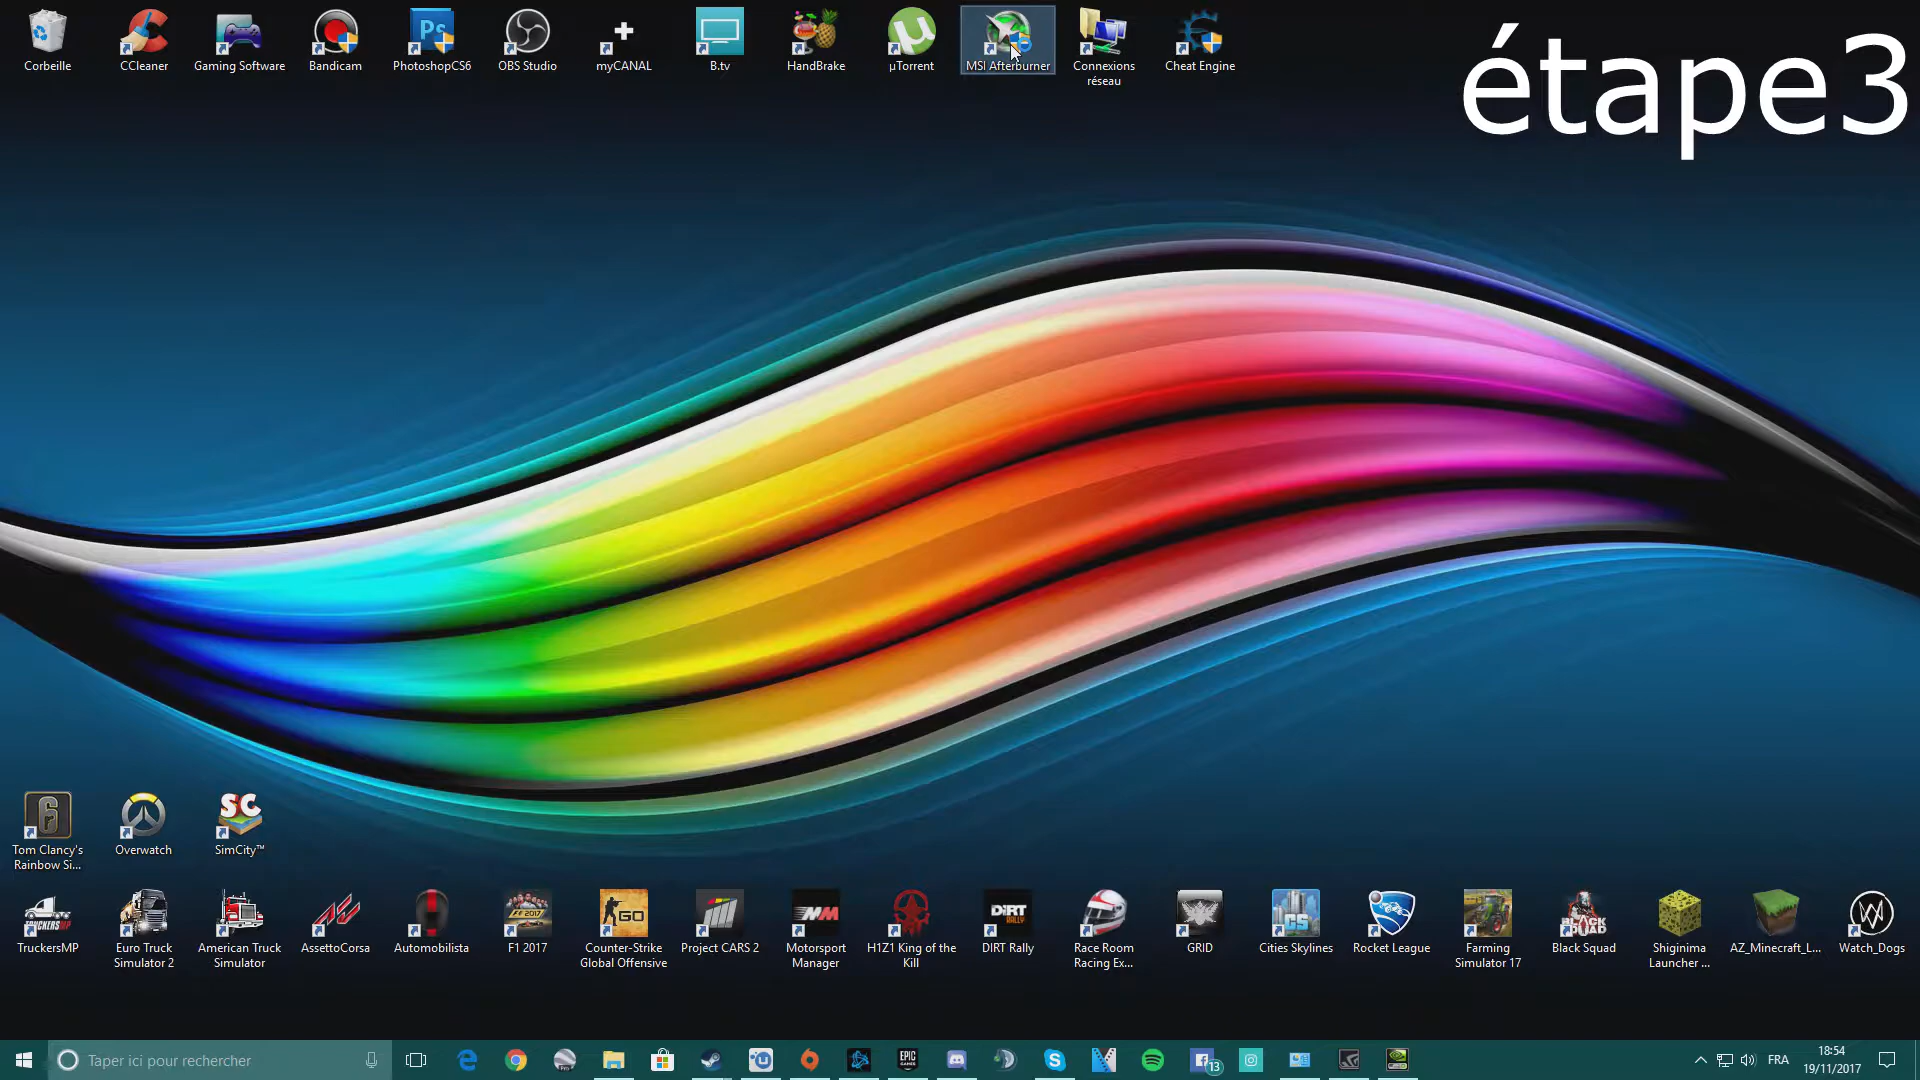 étape3
Corbeille
CCleaner
Gaming Software
Bandicam
PhotoshopCS6
OBS Studio
myCANAL
B.tv
HandBrake
µTorrent
MSI Afterburner
Connexions
réseau
Cheat Engine
Tom Clancy's
Rainbow Si...
Overwatch
SimCity™
TruckersMP
Euro Truck
Simulator 2
American Truck
Simulator
AssettoCorsa
Automobilista
F1 2017
Counter-Strike
Global Offensive
Project CARS 2
Motorsport
Manager
H1Z1 King of the
Kill
DIRT Rally
Race Room
Racing Ex...
GRID
Cities Skylines
Rocket League
Farming
Simulator 17
Black Squad
Shiginima
Launcher ...
AZ_Minecraft_L...
Watch_Dogs
Taper ici pour rechercher
13
FRA
18:54
19/11/2017